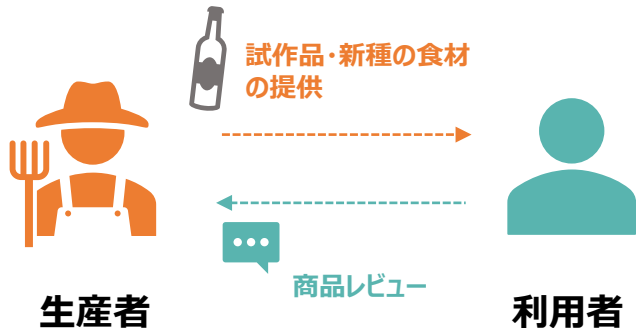 試作品・新種の食材
の提供
商品レビュー
生産者
利用者